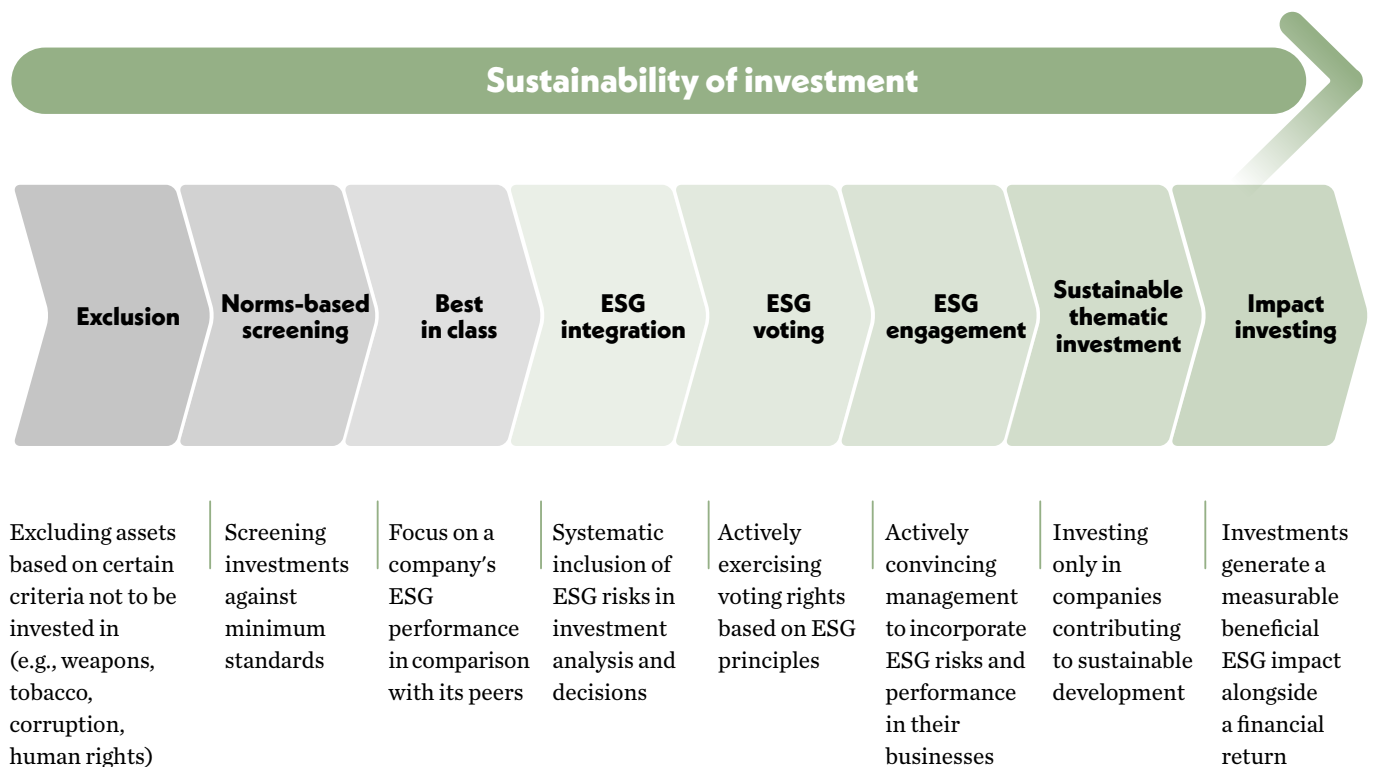 Sustainability of investment
Exclusion
Norms-based
screening
Best
in class
ESG
integration
ESG
voting
ESG
engagement
Sustainable
thematic
investment
Impact
investing
Excluding assets
based on certain
criteria not to be
invested in
(e.g., weapons,
tobacco,
corruption,
human rights)
Screening
investments
against
minimum
standards
Focus on a
company's
ESG
performance
in comparison
with its peers
Systematic
inclusion of
ESG risks in
investment
analysis and
decisions
Actively
exercising
voting rights
based on ESG
principles
Actively
convincing
management
to incorporate
ESG risks and
performance
in their
businesses
Investing
only in
companies
contributing
to sustainable
development
Investments
generate a
measurable
beneficial
ESG impact
alongside
a financial
return